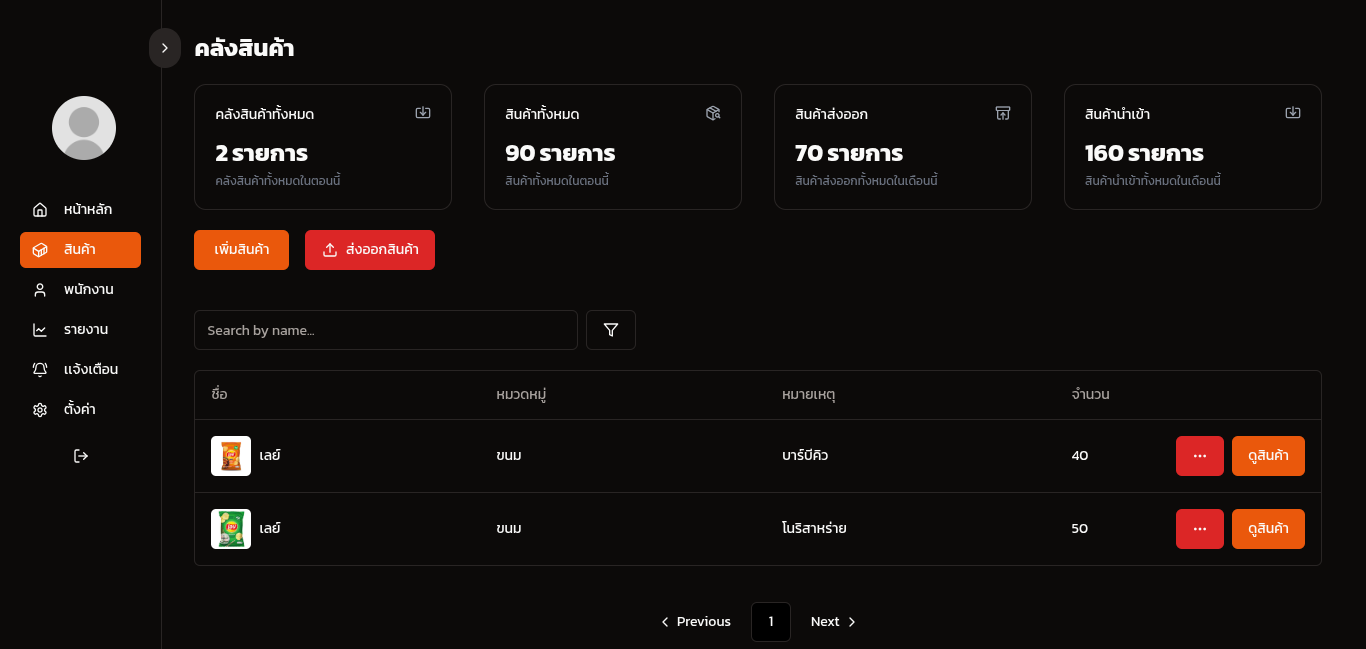 คลังสินค้า
คลังสินค้าทั้งหมด
2 รายการ
คลังสินค้าทั้งหมดในตอนนี้
สินค้าทั้งหมด
90 รายการ
สินค้าทั้งหมดในตอนนี้
สินค้าส่งออก
70 รายการ
สินค้าส่งออกทั้งหมดในเดือนนี้
สินค้านำเข้า
160 รายการ
สินค้านำเข้าทั้งหมดในเดือนนี้
หน้าหลัก
สินค้า
พนักงาน
รายงาน
แจ้งเตือน
ตั้งค่า
เพิ่มสินค้า
ส่งออกสินค้า
Search by name...
ชื่อ หมวดหมู่ หมายเหตุ จำนวน
เลย์ ขนม บาร์บีคิว 40 ดูสินค้า
เลย์ ขนม โนริสาหร่าย 50 ดูสินค้า
Previous 1 Next